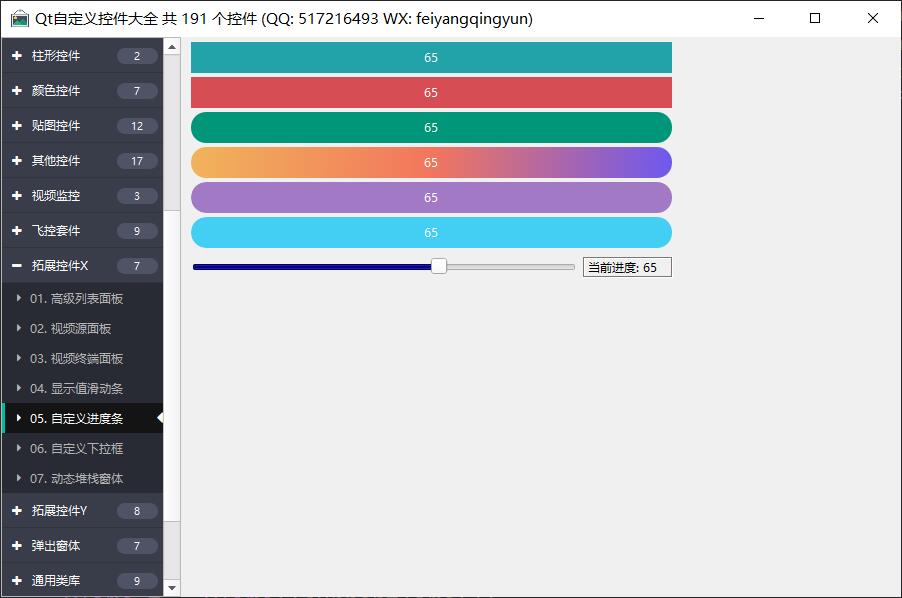 Qt自定义控件大全 共 191 个控件 (QQ: 517216493 WX: feiyangqingyun)
柱形控件 2
颜色控件 7
贴图控件 12
其他控件 17
视频监控 3
飞控套件 9
拓展控件X 7
01. 高级列表面板
02. 视频源面板
03. 视频终端面板
04. 显示值滑动条
05. 自定义进度条
06. 自定义下拉框
07. 动态堆栈窗体
拓展控件Y 8
弹出窗体 7
通用类库 9
65
65
65
65
65
65
当前进度: 65